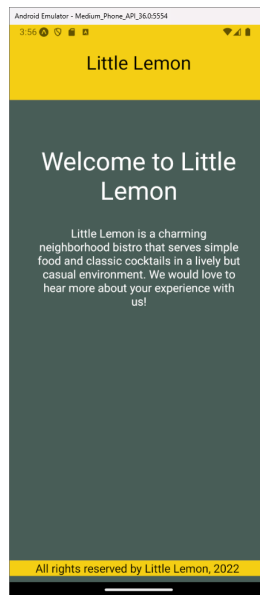 Android Emulator - Medium_Phone_API_36.0:5554
3:56
Little Lemon
Welcome to Little
Lemon
Little Lemon is a charming
neighborhood bistro that serves simple
food and classic cocktails in a lively but
casual environment. We would love to
hear more about your experience with
us!
All rights reserved by Little Lemon, 2022